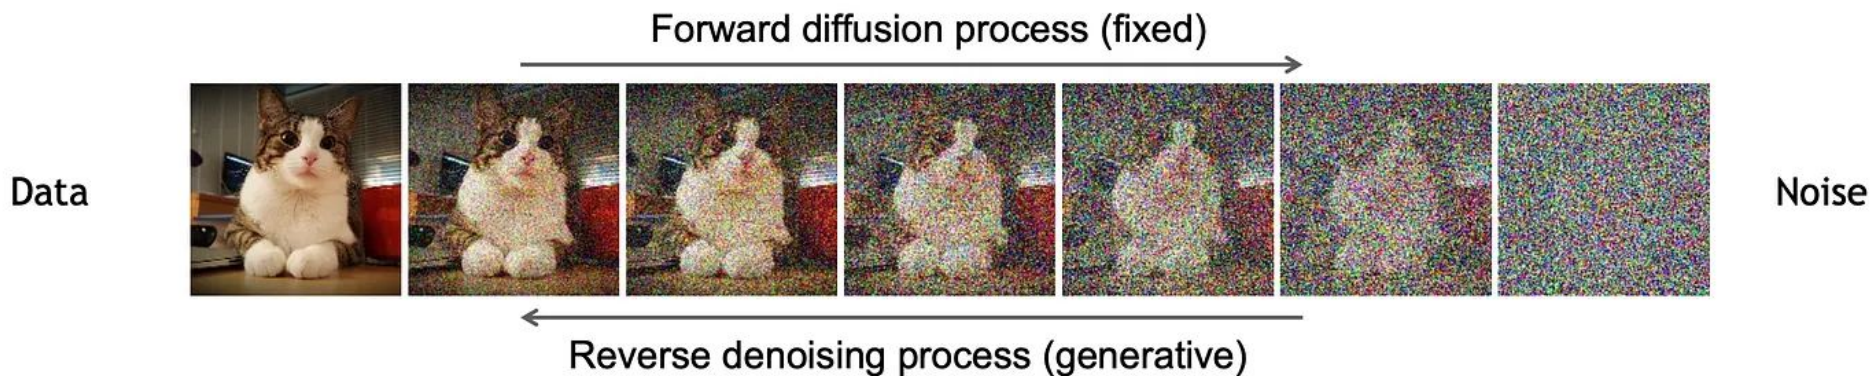 Forward diffusion process (fixed)
Data
Noise
Reverse denoising process (generative)